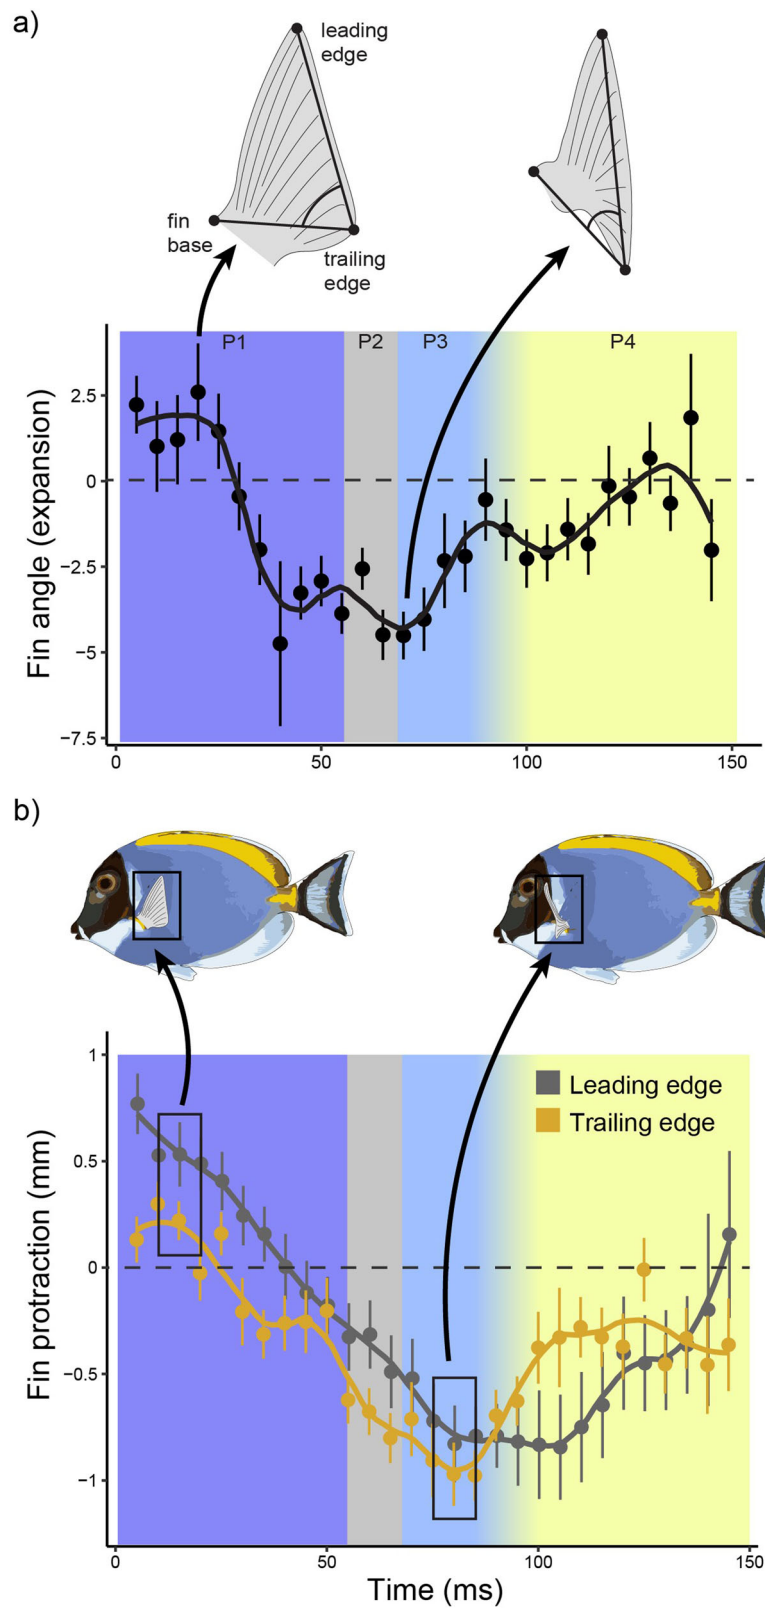 a)
leading
edge
fin
base
trailing
edge
P1
P2
P3
P4
2.5
0
−2.5
−5
−7.5
Fin angle (expansion)
0
50
100
150
b)
1
0.5
0
−0.5
−1
Fin protraction (mm)
Leading edge
Trailing edge
0
50
100
150
Time (ms)